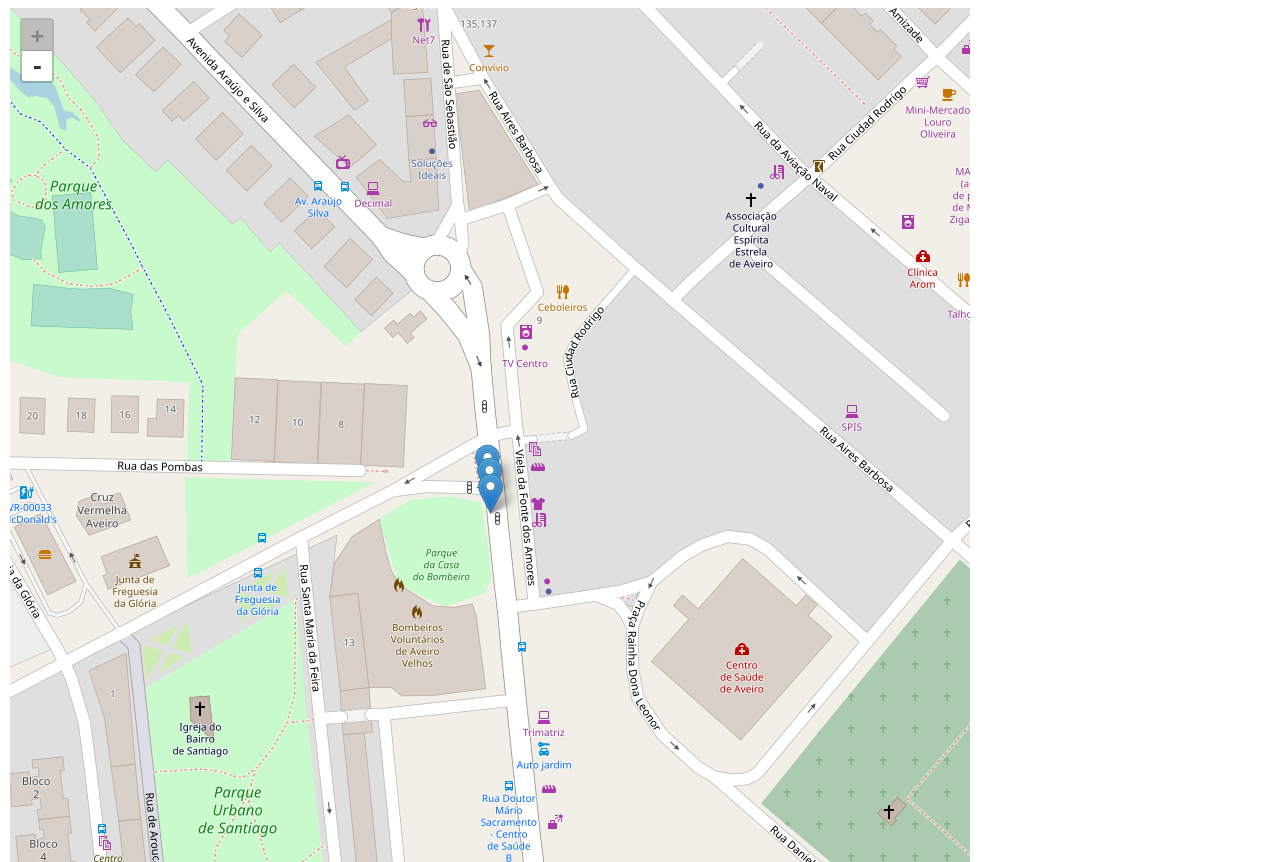 +
-
Net7
135,137
Convívio
Avenida Araújo e Silva
Rua de São Sebastião
Rua Aires Barbosa
Amizade
Mini-Mercado
Louro
Oliveira
Rua Ciudad Rodrigo
Rua da Aviação Naval
Soluções
Ideais
Av. Araújo
Silva
Decimal
Parque
dos Amores
Associação
Cultural
Espírita
Estrela
de Aveiro
Clínica
Arom
Talho
Ceboleiros
9
TV Centro
Rua Ciudad Rodrigo
20
18
16
14
12
10
8
SPIS
Rua Aires Barbosa
Rua das Pombas
Viela da Fonte dos Amores
VR-00033
Cruz
Vermelha
Aveiro
Junta de
Freguesia
da Glória
Junta de
Freguesia
da Glória
da Glória
Parque
da Casa
do Bombeiro
Bombeiros
Voluntários
de Aveiro
Velhos
13
1
Rua Santa Maria da Feira
Praça Rainha Dona Leonor
Centro
de Saúde
de Aveiro
Igreja do
Bairro
de Santiago
Trimatriz
Auto jardim
Rua Doutor
Mário
Sacramento
- Centro
de Saúde
B
Parque
Urbano
de Santiago
Bloco
2
Bloco
4
Centro
Rua de Arouc
Rua Daniel